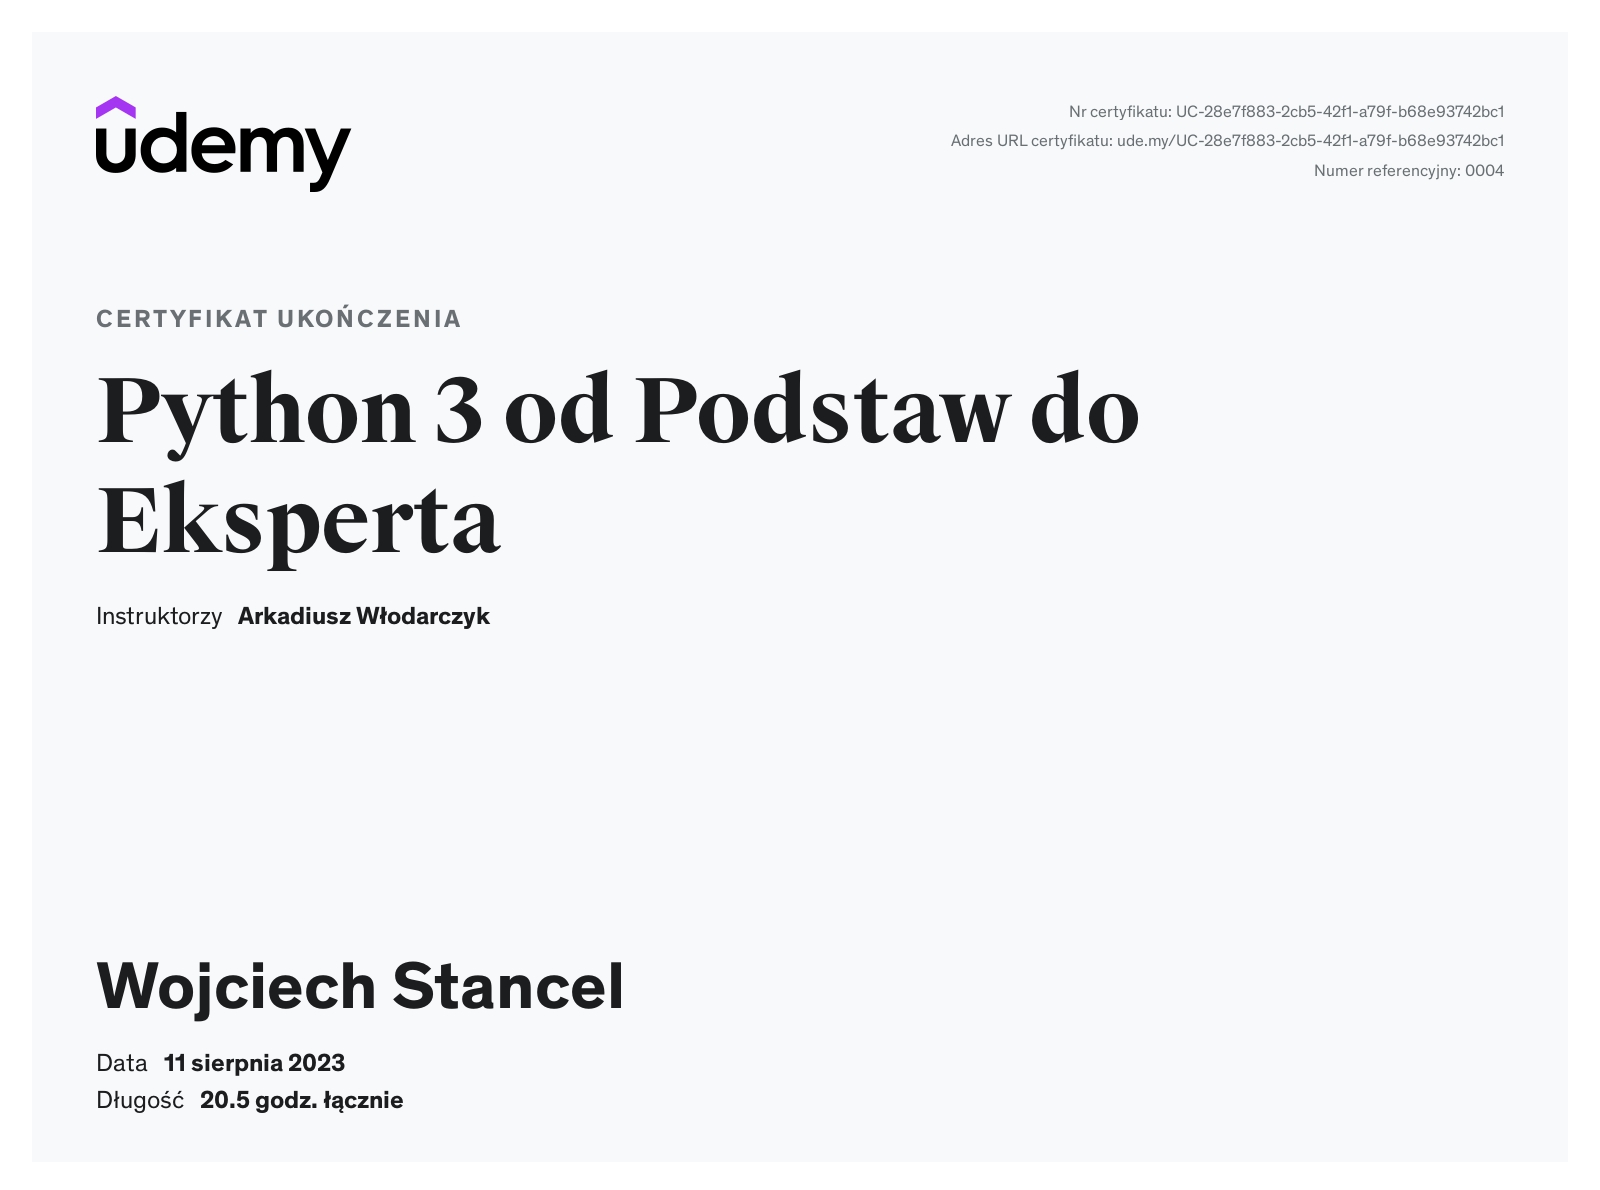 udemy
Nr certyfikatu: UC-28e7f883-2cb5-42f1-a79f-b68e93742bc1
Adres URL certyfikatu: ude.my/UC-28e7f883-2cb5-42f1-a79f-b68e93742bc1
Numer referencyjny: 0004
CERTYFIKAT UKOŃCZENIA
Python 3 od Podstaw do
Eksperta
Instruktorzy Arkadiusz Włodarczyk
Wojciech Stancel
Data 11 sierpnia 2023
Długość 20.5 godz. łącznie